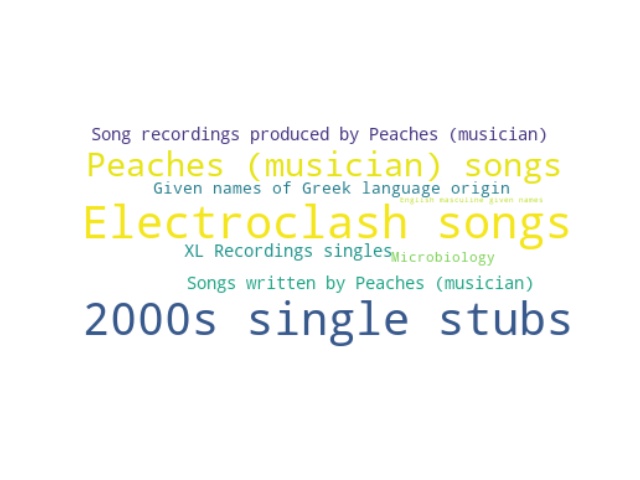 Song recordings produced by Peaches (musician)
Peaches (musician) songs
Given names of Greek language origin
English masculine given names
Electroclash songs
XL Recordings singles
Microbiology
Songs written by Peaches (musician)
2000s single stubs